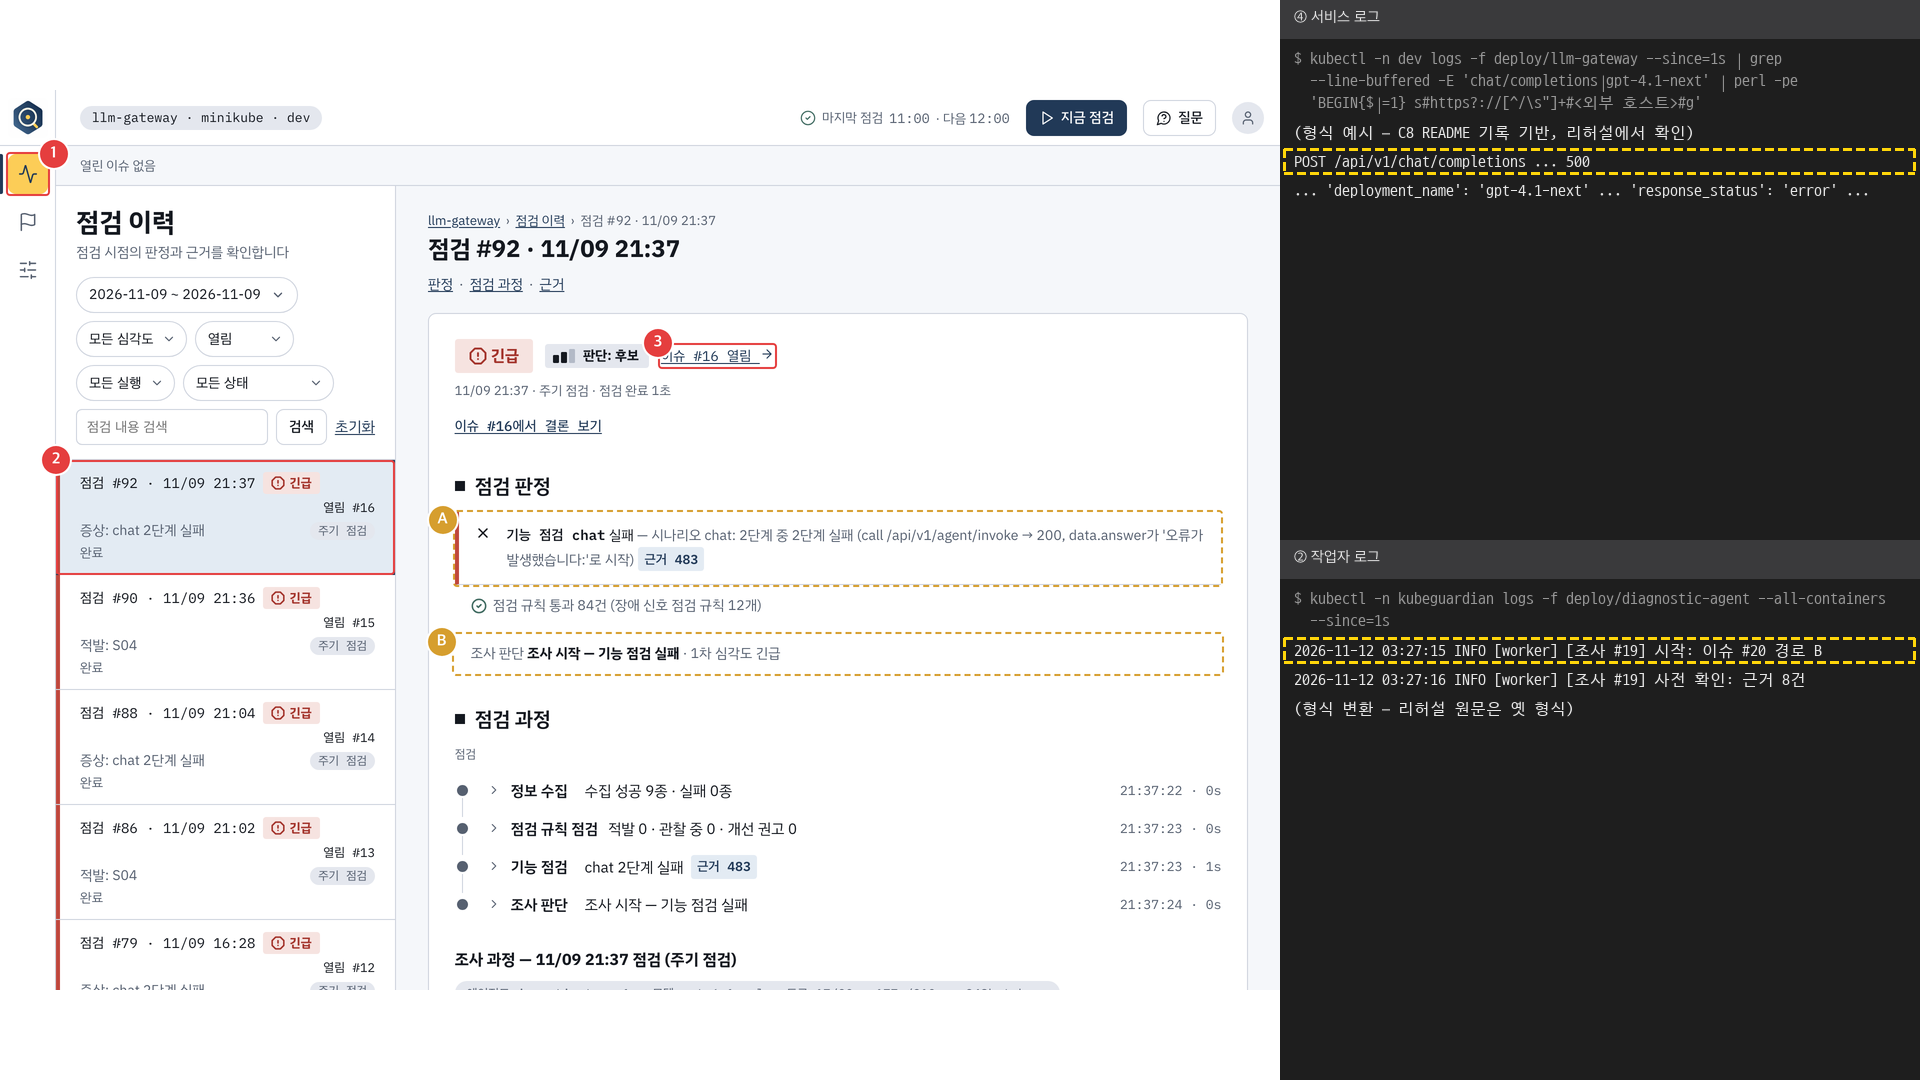 llm-gateway · minikube · dev
마지막 점검 11:00 · 다음 12:00
지금 점검
질문
1
열린 이슈 없음
점검 이력
점검 시점의 판정과 근거를 확인합니다
2026-11-09 ~ 2026-11-09
모든 심각도
열림
모든 실행
모든 상태
점검 내용 검색
검색
초기화
2
점검 #92 · 11/09 21:37 긴급
열림 #16
증상: chat 2단계 실패
주기 점검
완료
점검 #90 · 11/09 21:36 긴급
열림 #15
적발: S04
주기 점검
완료
점검 #88 · 11/09 21:04 긴급
열림 #14
증상: chat 2단계 실패
주기 점검
완료
점검 #86 · 11/09 21:02 긴급
열림 #13
적발: S04
주기 점검
완료
점검 #79 · 11/09 16:28 긴급
열림 #12
증상: chat 2단계 실패
주기 점검
llm-gateway › 점검 이력 › 점검 #92 · 11/09 21:37
점검 #92 · 11/09 21:37
판정 · 점검 과정 · 근거
긴급
판단: 후보
3
이슈 #16 열림 →
11/09 21:37 · 주기 점검 · 점검 완료 1초
이슈 #16에서 결론 보기
■ 점검 판정
A
기능 점검 chat 실패 — 시나리오 chat: 2단계 중 2단계 실패 (call /api/v1/agent/invoke → 200, data.answer가 '오류가
발생했습니다:'로 시작) 근거 483
점검 규칙 통과 84건 (장애 신호 점검 규칙 12개)
B
조사 판단 조사 시작 — 기능 점검 실패 · 1차 심각도 긴급
■ 점검 과정
점검
정보 수집 수집 성공 9종 · 실패 0종 21:37:22 · 0s
점검 규칙 점검 적발 0 · 관찰 중 0 · 개선 권고 0 21:37:23 · 0s
기능 점검 chat 2단계 실패 근거 483 21:37:23 · 1s
조사 판단 조사 시작 — 기능 점검 실패 21:37:24 · 0s
조사 과정 — 11/09 21:37 점검 (주기 점검)
④ 서비스 로그
$ kubectl -n dev logs -f deploy/llm-gateway --since=1s | grep
--line-buffered -E 'chat/completions|gpt-4.1-next' | perl -pe
'BEGIN{$|=1} s#https?://[^/\s"]+#<외부 호스트>#g'
(형식 예시 — C8 README 기록 기반, 리허설에서 확인)
POST /api/v1/chat/completions ... 500
... 'deployment_name': 'gpt-4.1-next' ... 'response_status': 'error' ...
② 작업자 로그
$ kubectl -n kubeguardian logs -f deploy/diagnostic-agent --all-containers
--since=1s
2026-11-12 03:27:15 INFO [worker] [조사 #19] 시작: 이슈 #20 경로 B
2026-11-12 03:27:16 INFO [worker] [조사 #19] 사전 확인: 근거 8건
(형식 변환 — 리허설 원문은 옛 형식)